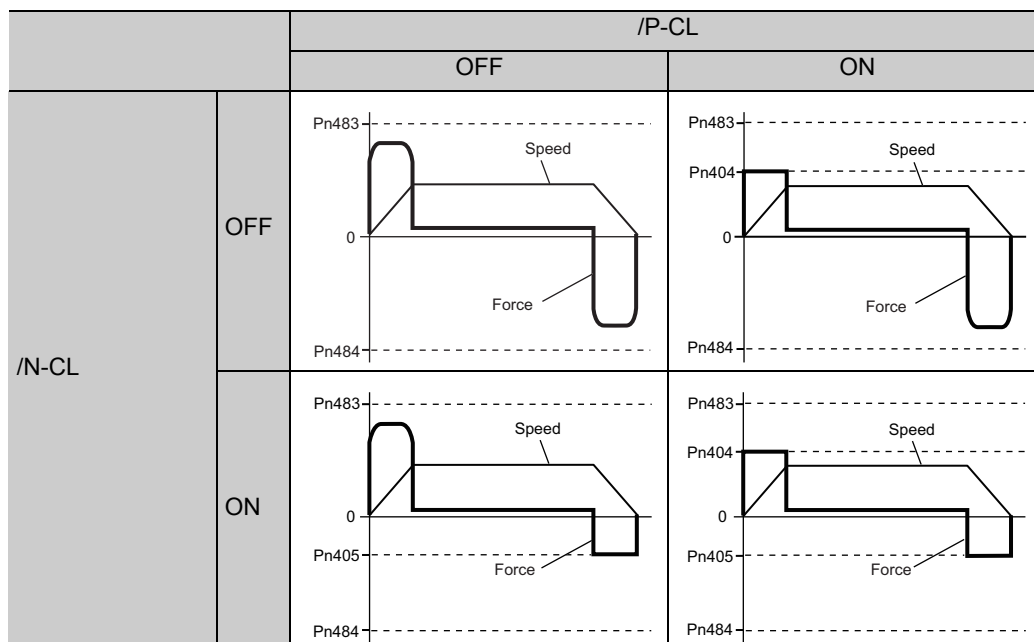 /P-CL
OFF
ON
/N-CL
OFF
Pn483
Speed
0
Force
Pn484
Pn483
Speed
Pn404
0
Force
Pn484
ON
Pn483
Speed
0
Pn405
Force
Pn484
Pn483
Speed
Pn404
0
Pn405
Force
Pn484